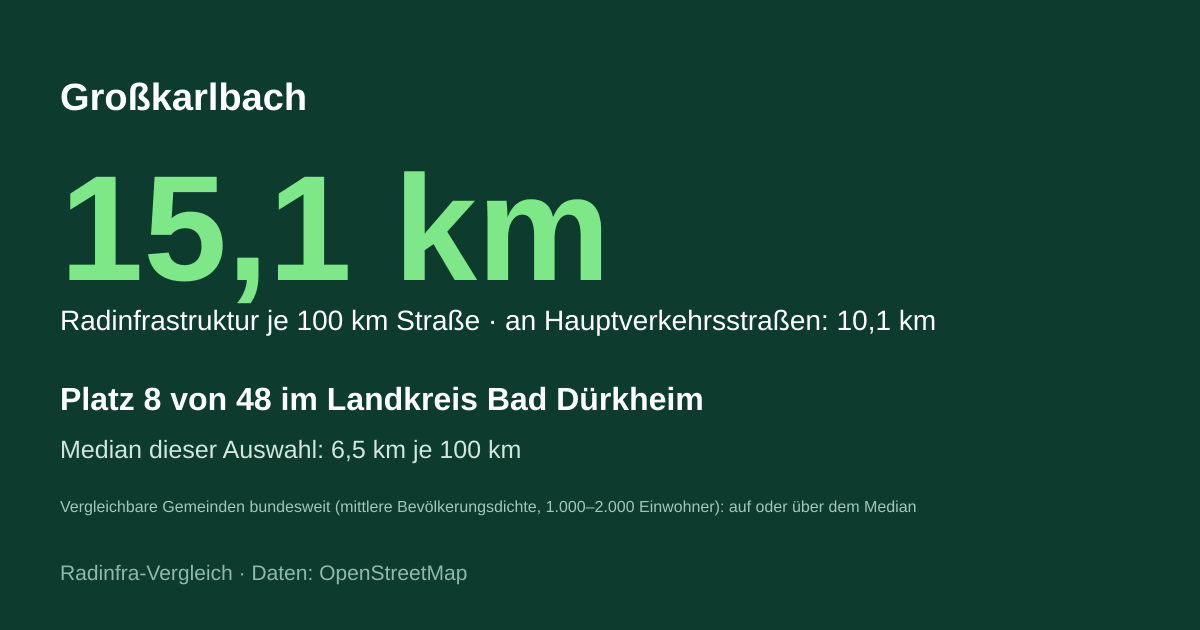 Großkarlbach
15,1 km
Radinfrastruktur je 100 km Straße · an Hauptverkehrsstraßen: 10,1 km
Platz 8 von 48 im Landkreis Bad Dürkheim
Median dieser Auswahl: 6,5 km je 100 km
Vergleichbare Gemeinden bundesweit (mittlere Bevölkerungsdichte, 1.000–2.000 Einwohner): auf oder über dem Median
Radinfra-Vergleich · Daten: OpenStreetMap